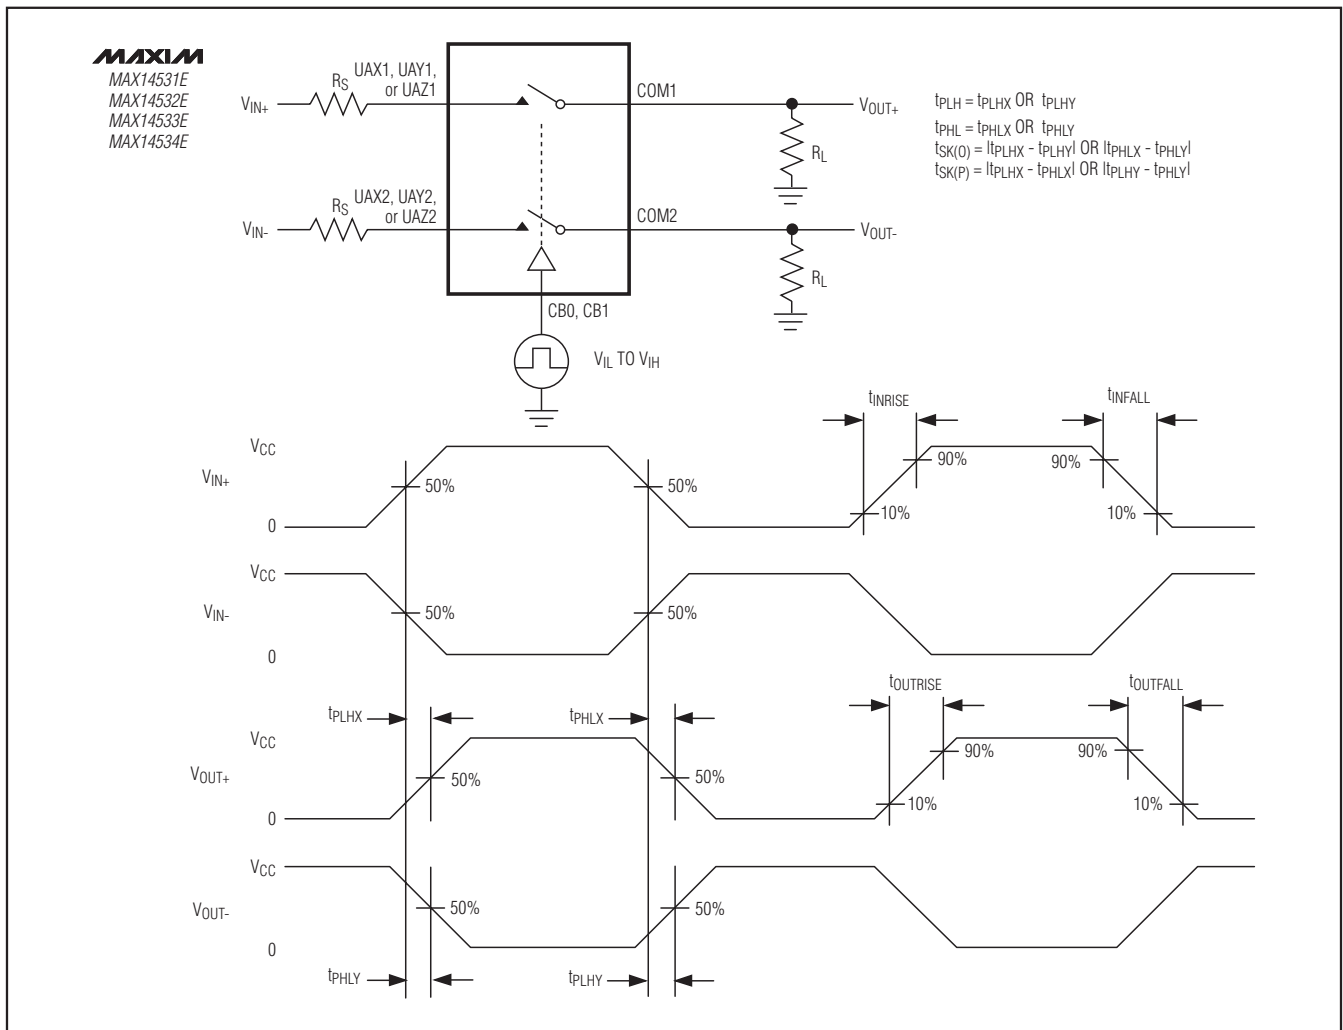 MAXIM
MAX14531E
MAX14532E
MAX14533E
MAX14534E
VIN+
RS
UAX1, UAY1,
or UAZ1
COM1
VOUT+
RL
tPLH = tPLHX OR tPLHY
tPHL = tPHLX OR tPHLY
tSK(O) = |tPLHX - tPLHY| OR |tPHLX - tPHLY|
tSK(P) = |tPLHX - tPHLX| OR |tPLHY - tPHLY|
VIN-
RS
UAX2, UAY2,
or UAZ2
COM2
VOUT-
RL
CB0, CB1
VIL TO VIH
tINRISE
tINFALL
VCC
VIN+
0
50%
50%
10%
90%
90%
10%
VCC
VIN-
0
50%
50%
tPLHX
tPHLX
tOUTRISE
tOUTFALL
VCC
VOUT+
0
50%
50%
10%
90%
90%
10%
VCC
VOUT-
0
50%
50%
tPHLY
tPLHY